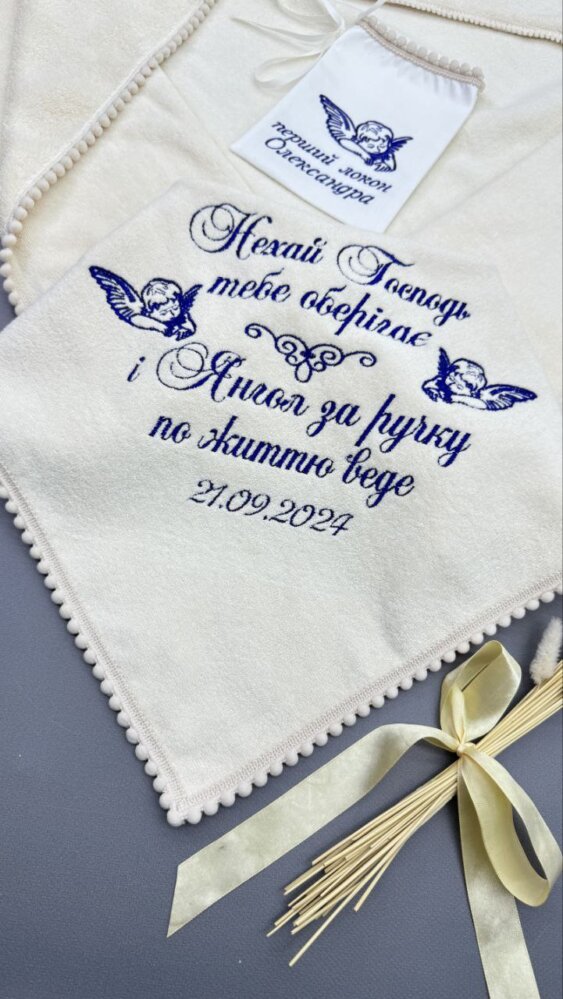 перший локон
Олександра
Нехай Господь
тебе оберігає
і Янгол за ручку
по життю веде
21.09.2024